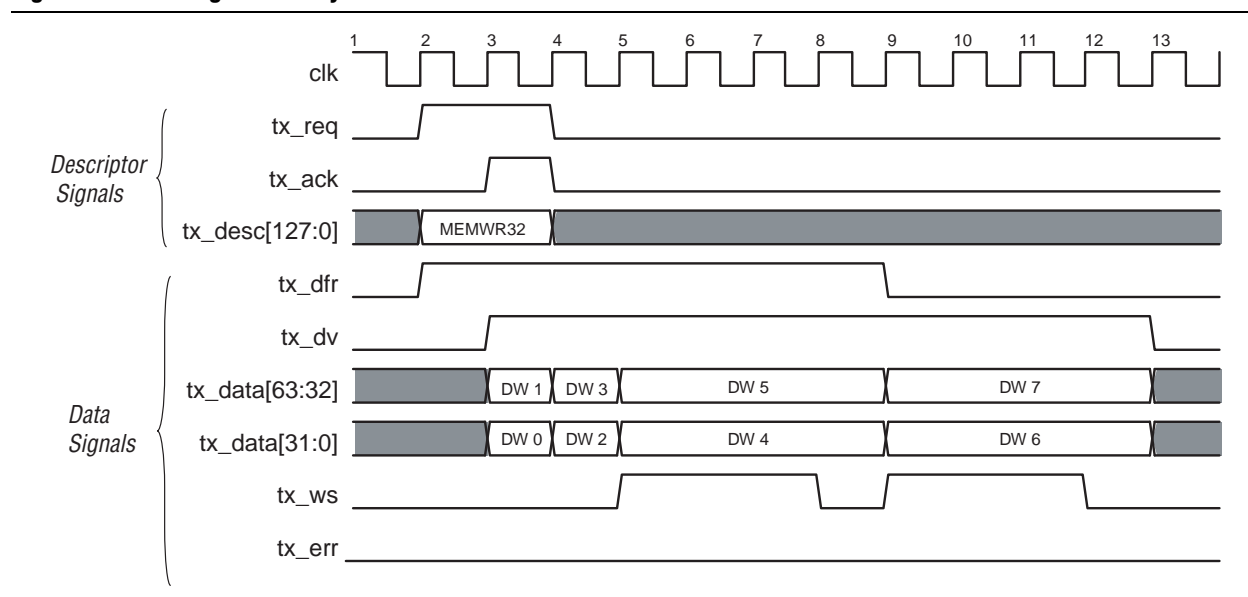 1 2 3 4 5 6 7 8 9 10 11 12 13
clk
tx_req
Descriptor
Signals
tx_ack
tx_desc[127:0] MEMWR32
tx_dfr
tx_dv
tx_data[63:32] DW 1 DW 3 DW 5 DW 7
Data
Signals
tx_data[31:0] DW 0 DW 2 DW 4 DW 6
tx_ws
tx_err